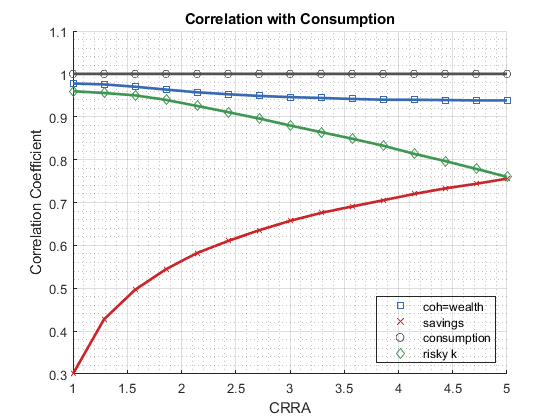 Correlation with Consumption
1.1
1
0.9
0.8
0.7
0.6
0.5
0.4
0.3
Correlation Coefficient
coh=wealth
savings
consumption
risky k
1 1.5 2 2.5 3 3.5 4 4.5 5
CRRA